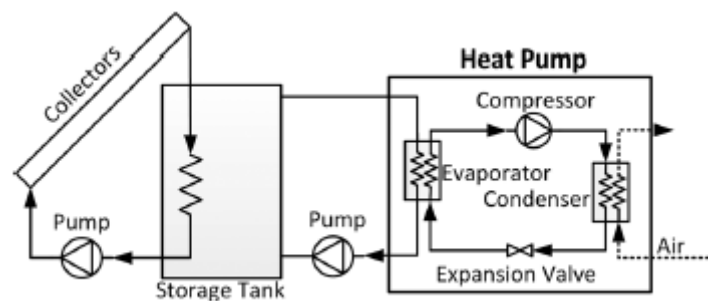 Collectors
Heat Pump
Compressor
Evaporator
Condenser
Pump
Pump
Air
Expansion Valve
Storage Tank